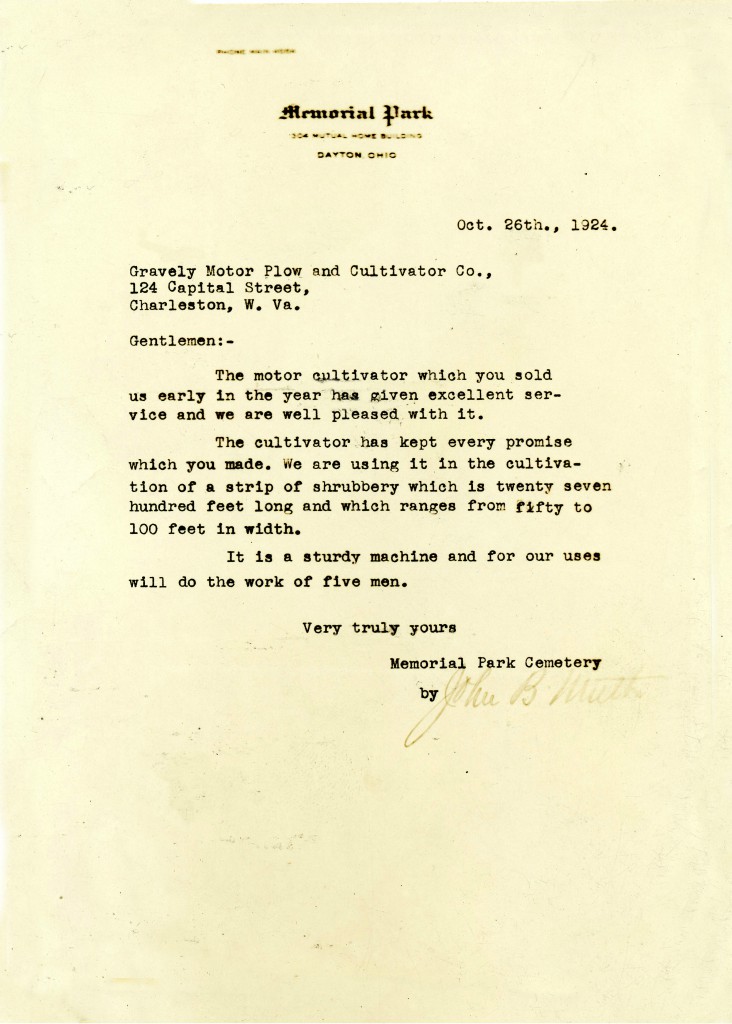 Memorial Park
304 MUTUAL HOME BUILDING
DAYTON, OHIO
Oct. 26th., 1924.
Gravely Motor Plow and Cultivator Co.,
124 Capital Street,
Charleston, W. Va.
Gentlemen:-
The motor cultivator which you sold
us early in the year has given excellent ser-
vice and we are well pleased with it.
The cultivator has kept every promise
which you made. We are using it in the cultiva-
tion of a strip of shrubbery which is twenty seven
hundred feet long and which ranges from fifty to
100 feet in width.
It is a sturdy machine and for our uses
will do the work of five men.
Very truly yours
Memorial Park Cemetery
by John B